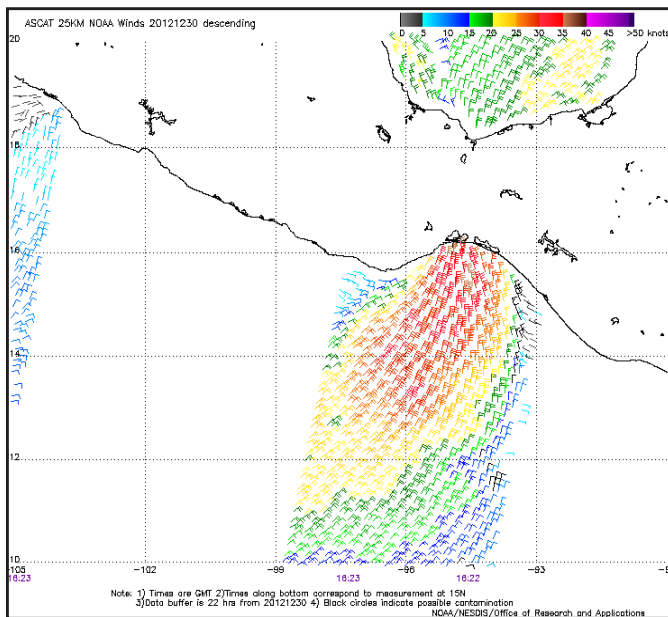 ASCAT 25KM NOAA Winds 20121230 descending
0 5 10 15 20 25 30 35 40 45 >50 knots
20
18
16
14
12
10
-105 -102 -99 -96 -93 -9
16:23 16:23 16:22
Note: 1) Times are GMT 2)Times along bottom correspond to measurement at 15N
3)Data buffer is 22 hrs from 20121230 4) Black circles indicate possible contamination
NOAA/NESDIS/Office of Research and Applications